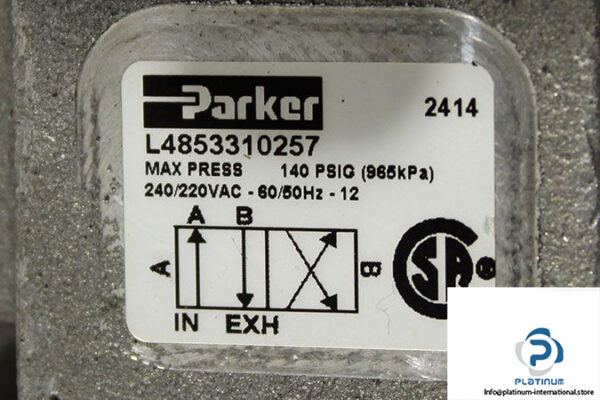 Parker
2414
L4853310257
MAX PRESS 140 PSIG (965kPa)
240/220VAC - 60/50Hz - 12
A B
A B
IN EXH
SA ®
PLATINUM
Info@platinum-international.store